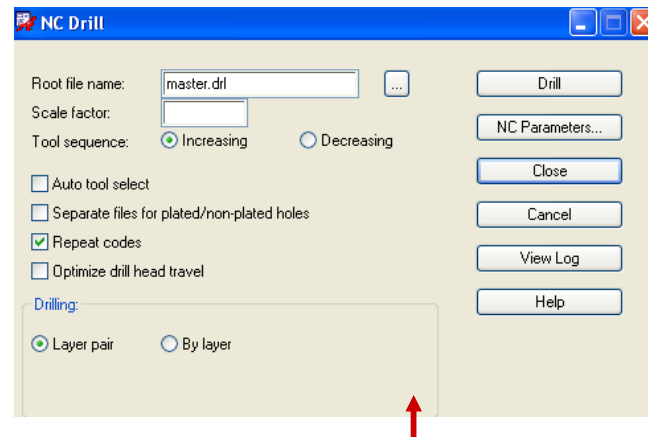 NC Drill
Root file name: master.drl ...
Scale factor:
Tool sequence: Increasing Decreasing
Auto tool select
Separate files for plated/non-plated holes
Repeat codes
Optimize drill head travel
Drilling:
Layer pair By layer
Drill
NC Parameters...
Close
Cancel
View Log
Help